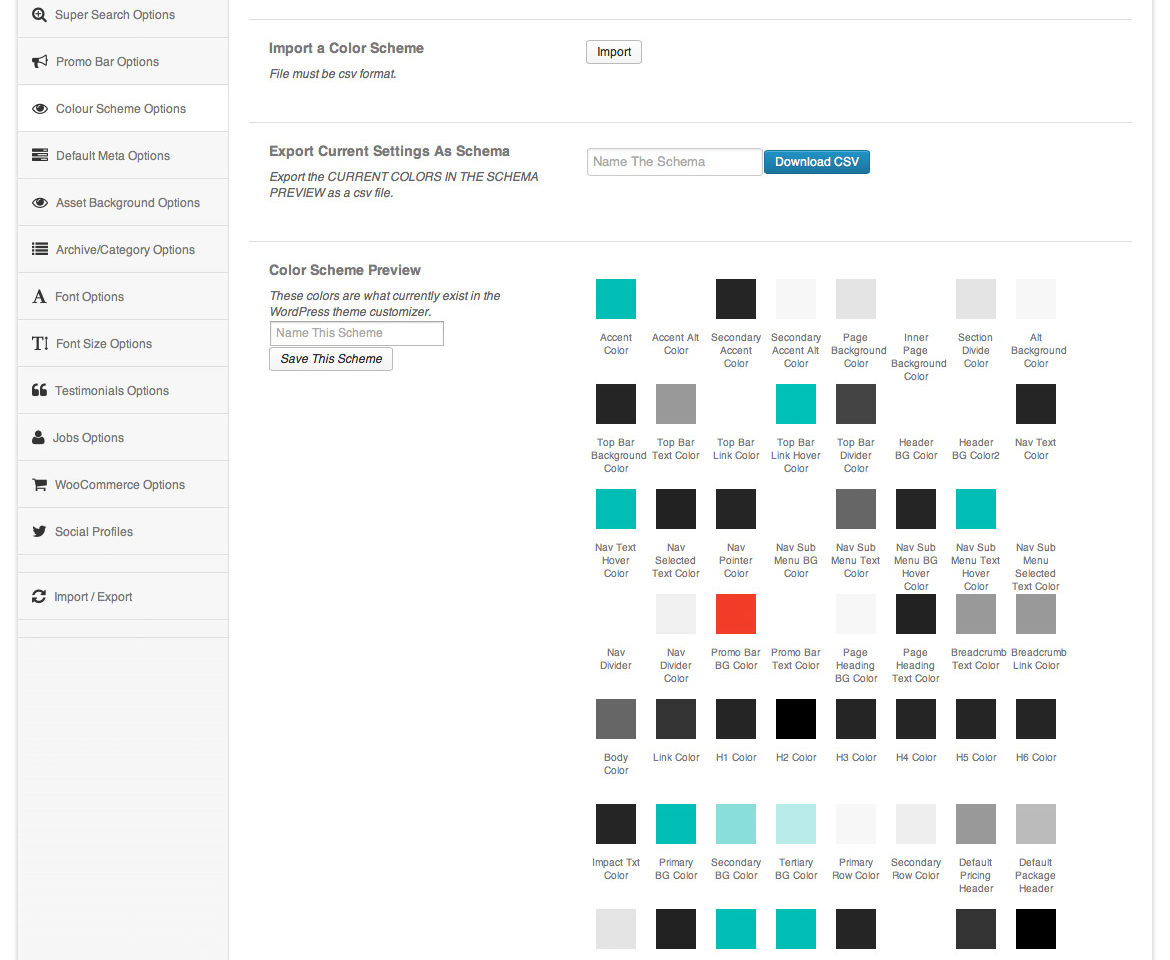 Super Search Options
Promo Bar Options
Colour Scheme Options
Default Meta Options
Asset Background Options
Archive/Category Options
Font Options
Font Size Options
Testimonials Options
Jobs Options
WooCommerce Options
Social Profiles
Import / Export
Import a Color Scheme
File must be csv format.
Import
Export Current Settings As Schema
Export the CURRENT COLORS IN THE SCHEMA
PREVIEW as a csv file.
Name The Schema
Download CSV
Color Scheme Preview
These colors are what currently exist in the
WordPress theme customizer.
Name This Scheme
Save This Scheme
Accent
Color
Accent Alt
Color
Secondary
Accent
Color
Secondary
Accent Alt
Color
Page
Background
Color
Inner
Page
Background
Color
Section
Divide
Color
Alt
Background
Color
Top Bar
Background
Color
Top Bar
Text Color
Top Bar
Link Color
Top Bar
Link Hover
Color
Top Bar
Divider
Color
Header
BG Color
Header
BG Color2
Nav Text
Color
Nav Text
Hover
Color
Nav
Selected
Text Color
Nav
Pointer
Color
Nav Sub
Menu BG
Color
Nav Sub
Menu Text
Color
Nav Sub
Menu BG
Hover
Color
Nav Sub
Menu Text
Hover
Color
Nav Sub
Menu
Selected
Text Color
Nav
Divider
Nav
Divider
Color
Promo Bar
BG Color
Promo Bar
Text Color
Page
Heading
BG Color
Page
Heading
Text Color
Breadcrumb
Text Color
Breadcrumb
Link Color
Body
Color
Link Color
H1 Color
H2 Color
H3 Color
H4 Color
H5 Color
H6 Color
Impact Txt
Color
Primary
BG Color
Secondary
BG Color
Tertiary
BG Color
Primary
Row Color
Secondary
Row Color
Default
Pricing
Header
Default
Package
Header